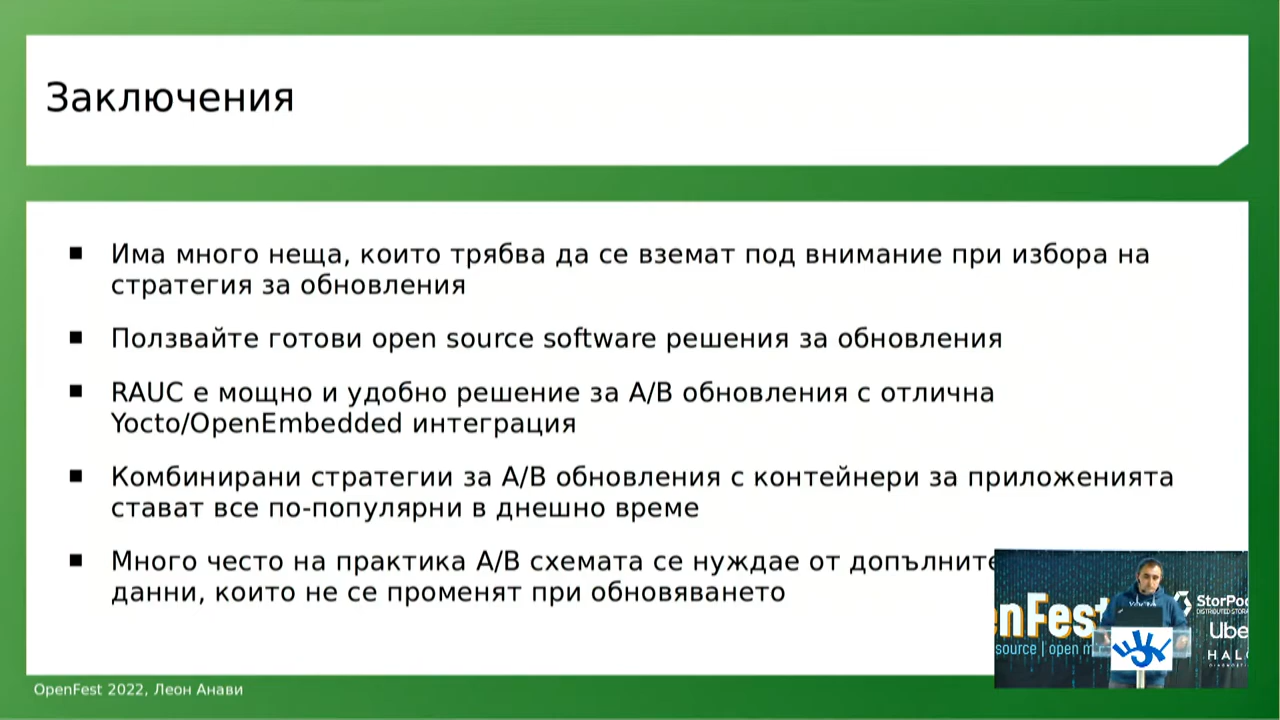 Заключения
Има много неща, които трябва да се вземат под внимание при избора на
стратегия за обновления
Ползвайте готови open source software решения за обновления
RAUC е мощно и удобно решение за A/B обновления с отлична
Yocto/OpenEmbedded интеграция
Комбинирани стратегии за A/B обновления с контейнери за приложенията
стават все по-популярни в днешно време
Много често на практика A/B схемата се нуждае от
данни, които не се променят при обновяването
enFest
source | open
StorPoo
DISTRIBUTED STORA
Ube
HALO
OpenFest 2022, Леон Анави